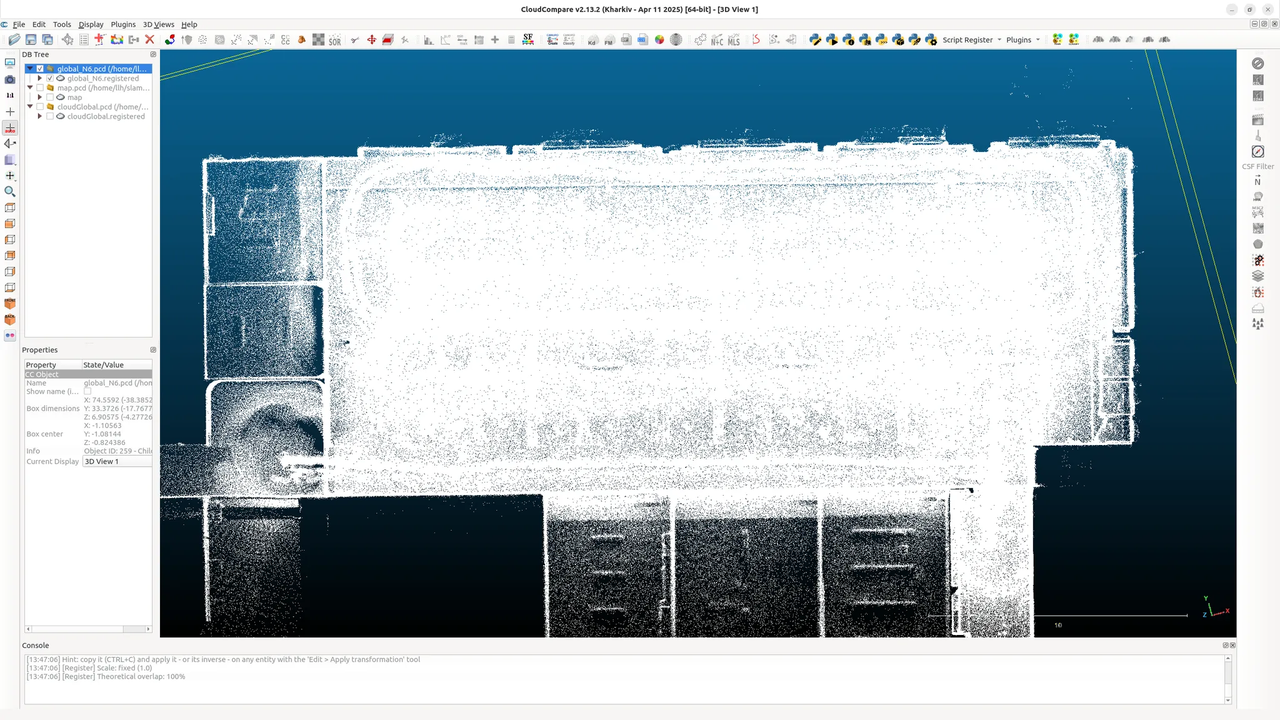 CloudCompare v2.13.2 (Kharkiv - Apr 11 2025) [64-bit] - [3D View 1]
File Edit Tools Display Plugins 3D Views Help
SOR SF Script Register Plugins
DB Tree
global_N6.pcd (/home/ll...
global_N6.registered
map.pcd (/home/llh/slam...
map
cloudGlobal.pcd (/home/...
cloudGlobal.registered
1:1
CSF Filter
N
Properties
Property State/Value
CC Object
Name global_N6.pcd (/hom
Show name (i...
X: 74.5592 (-38.3852
Box dimensions Y: 33.3726 (-17.7677
Z: 6.90575 (-4.27726
X: -1.10563
Box center Y: -1.08144
Z: -0.824386
Info Object ID: 259 - Chile
Current Display 3D View 1
Y
Z X
10
Console
[13:47:06] Hint: copy it (CTRL+C) and apply it - or its inverse - on any entity with the 'Edit > Apply transformation' tool
[13:47:06] [Register] Scale: fixed (1.0)
[13:47:06] [Register] Theoretical overlap: 100%